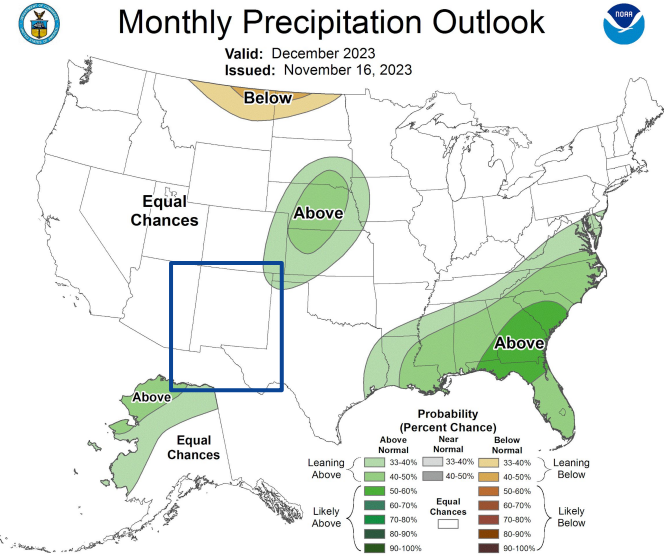 Monthly Precipitation Outlook
Valid: December 2023
Issued: November 16, 2023
NOAA
Below
Equal
Chances
Above
Above
Above
Equal
Chances
Probability
(Percent Chance)
Above
Normal
Near
Normal
Below
Normal
Leaning
Above
33-40%
33-40%
33-40%
Leaning
Below
40-50%
40-50%
40-50%
Likely
Above
50-60%
50-60%
Likely
Below
60-70%
60-70%
70-80%
70-80%
80-90%
80-90%
90-100%
90-100%
Equal
Chances